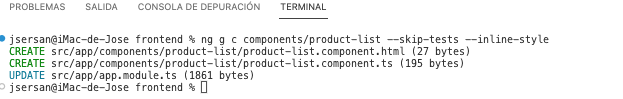 PROBLEMAS SALIDA CONSOLA DE DEPURACIÓN TERMINAL
jsersan@iMac-de-Jose frontend % ng g c components/product-list --skip-tests --inline-style
CREATE src/app/components/product-list/product-list.component.html (27 bytes)
CREATE src/app/components/product-list/product-list.component.ts (195 bytes)
UPDATE src/app/app.module.ts (1861 bytes)
jsersan@iMac-de-Jose frontend %